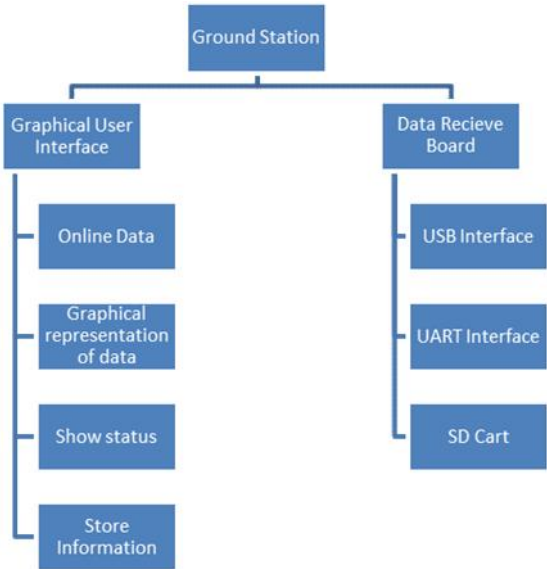 Ground Station
Graphical User
Interface
Data Recieve
Board
Online Data
USB Interface
Graphical
representation
of data
UART Interface
Show status
SD Cart
Store
Information